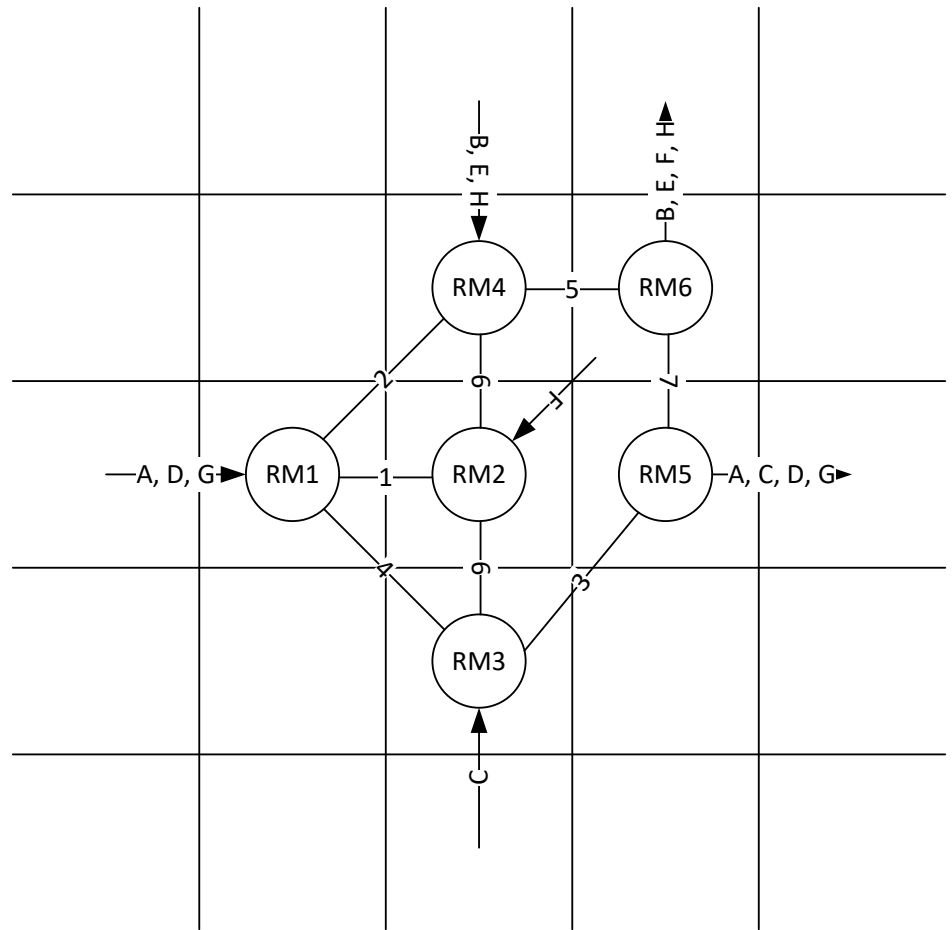 B, E, H
B, E, F, H
RM4
5
RM6
2
6
7
F
A, D, G
RM1
1
RM2
RM5
A, C, D, G
4
6
3
RM3
C